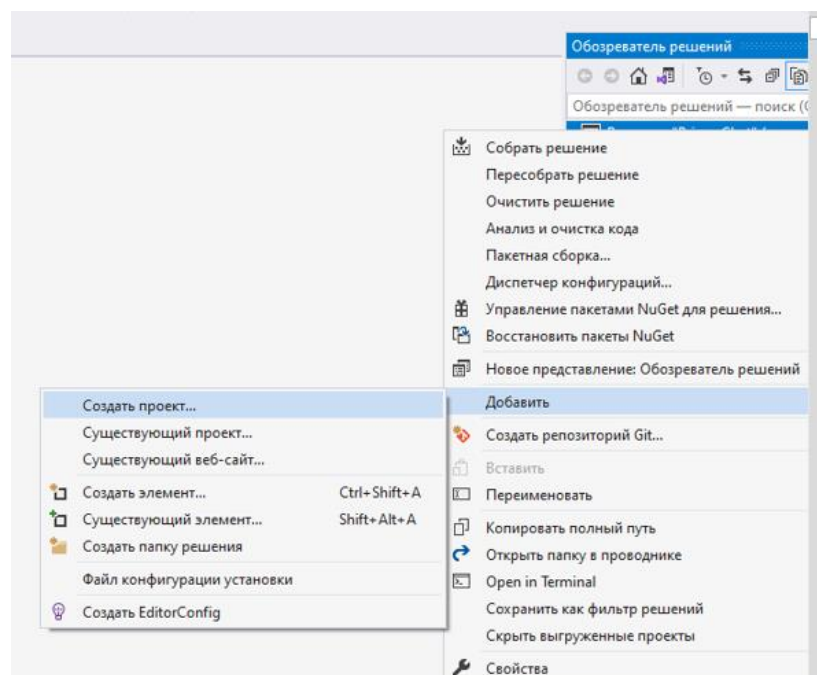 Обозреватель решений
Обозреватель решений — поиск (
Собрать решение
Пересобрать решение
Очистить решение
Анализ и очистка кода
Пакетная сборка...
Диспетчер конфигураций...
Управление пакетами NuGet для решения...
Восстановить пакеты NuGet
Новое представление: Обозреватель решений
Добавить
Создать репозиторий Git...
Вставить
Переименовать
Копировать полный путь
Открыть папку в проводнике
Open in Terminal
Сохранить как фильтр решений
Скрыть выгруженные проекты
Свойства
Создать проект...
Существующий проект...
Существующий веб-сайт...
Создать элемент... Ctrl+Shift+A
Существующий элемент... Shift+Alt+A
Создать папку решения
Файл конфигурации установки
Создать EditorConfig